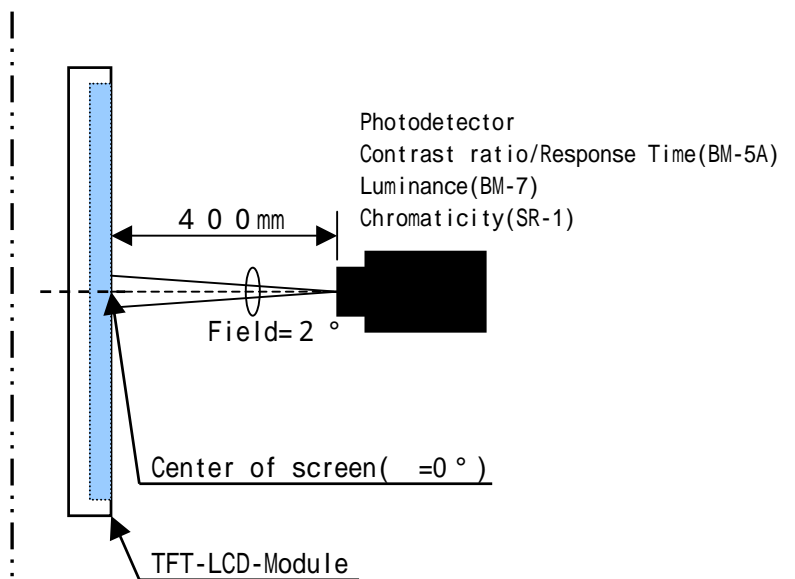 Photodetector
Contrast ratio/Response Time(BM-5A)
Luminance(BM-7)
Chromaticity(SR-1)
４００mm
Field=２°
Center of screen(  =0°)
TFT-LCD-Module